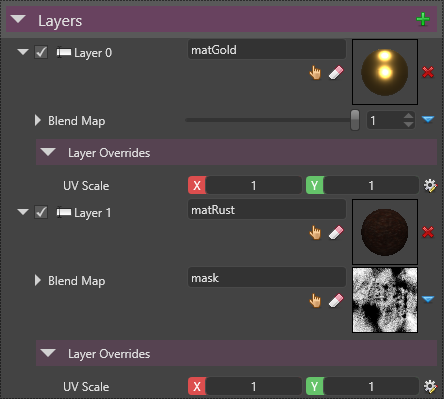 Layers
Layer 0
matGold
Blend Map
1
Layer Overrides
UV Scale X 1 Y 1
Layer 1
matRust
Blend Map
mask
Layer Overrides
UV Scale X 1 Y 1